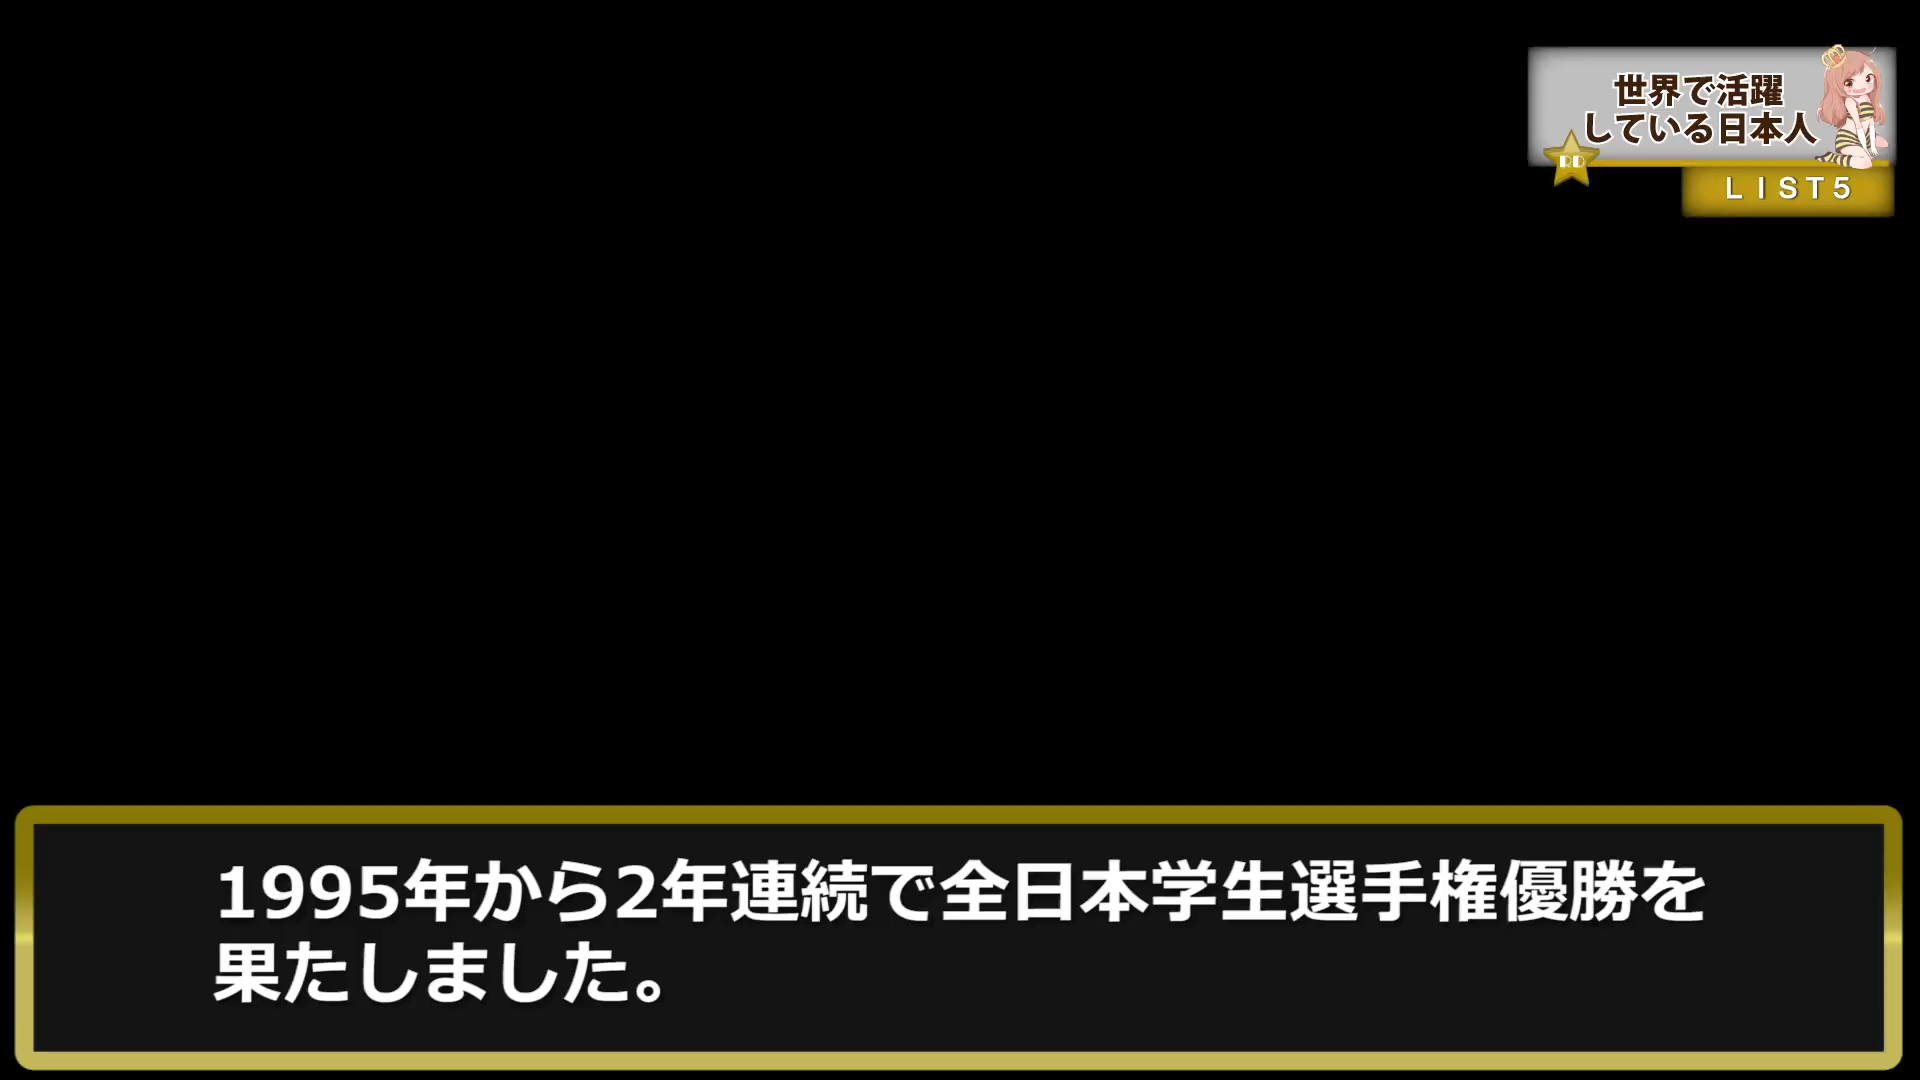 世界で活躍
している日本人
RD
LIST5
1995年から2年連続で全日本学生選手権優勝を
果たしました。